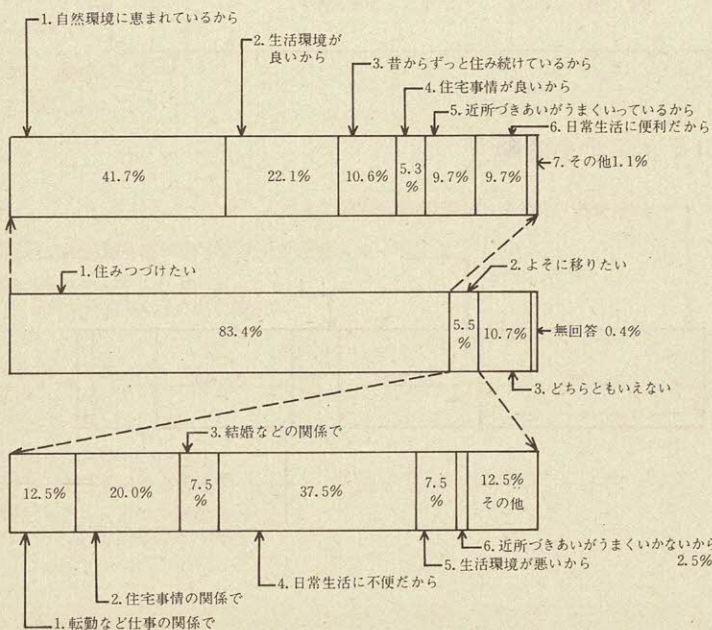 1. 自然環境に恵まれているから
2. 生活環境が
良いから
3. 昔からずっと住み続けているから
4. 住宅事情が良いから
5. 近所づきあいがうまくいっているから
6. 日常生活に便利だから
41.7%
22.1%
10.6%
5.3
%
9.7%
9.7%
7. その他1.1%
1. 住みつづけたい
2. よそに移りたい
83.4%
5.5
%
10.7%
無回答 0.4%
3. どちらともいえない
3. 結婚などの関係で
12.5%
20.0%
7.5
%
37.5%
7.5
%
12.5%
その他
6. 近所づきあいがうまくいかないから
2.5%
5. 生活環境が悪いから
4. 日常生活に不便だから
2. 住宅事情の関係で
1. 転勤など仕事の関係で